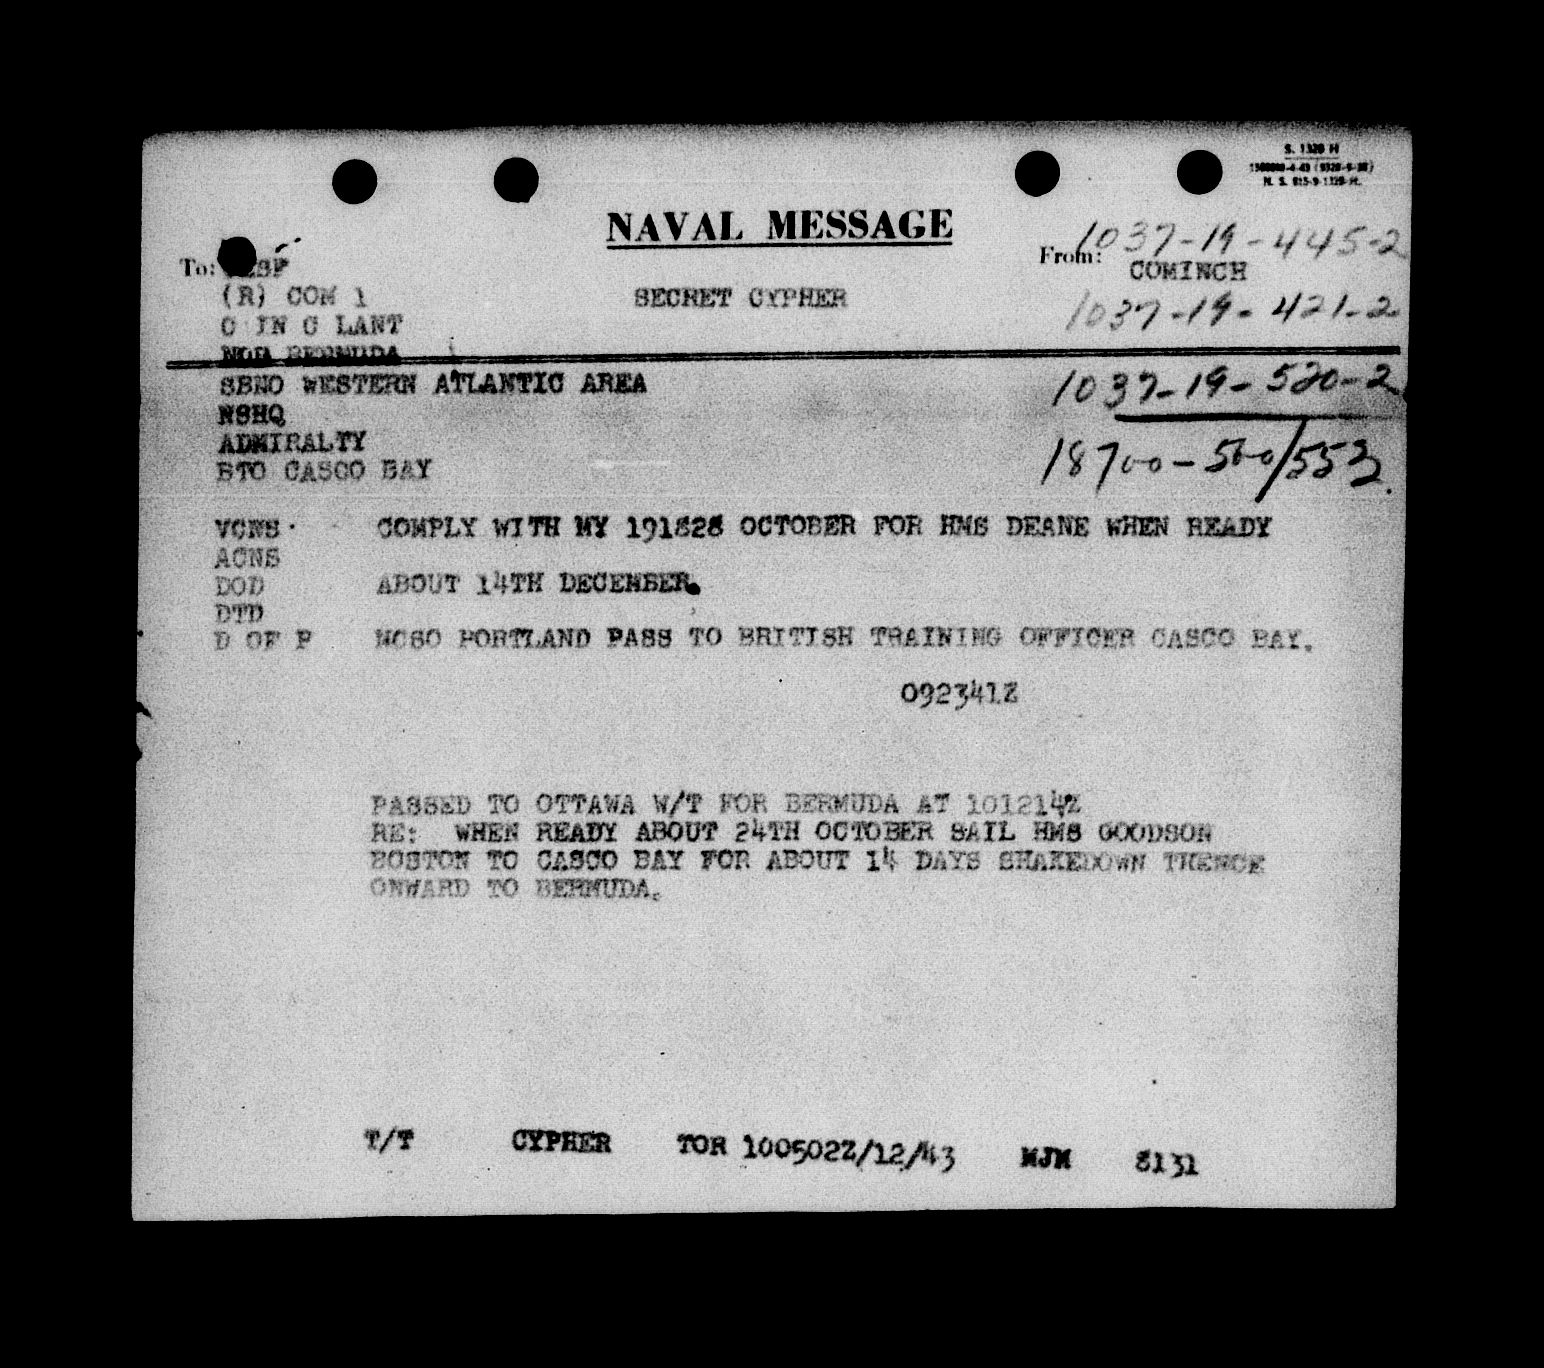 S. 1320 H
NAVAL MESSAGE
1037-19-445-2
To:
From:
COMINCH
(R) COM 1
SECRET CYPHER
1037-19-421-2
C IN C LANT
NOB BERMUDA
SBNO WESTERN ATLANTIC AREA
1037-19-520-2
NSHQ
ADMIRALTY
BTO CASCO BAY
18700-500/553.
VCNS
COMPLY WITH MY 191828 OCTOBER FOR HMS DEANE WHEN READY
ACNS
DOD
ABOUT 14TH DECEMBER.
DTD
D OF P
NCSO PORTLAND PASS TO BRITISH TRAINING OFFICER CASCO BAY.
092341Z
PASSED TO OTTAWA W/T FOR BERMUDA AT 101214Z
RE: WHEN READY ABOUT 24TH OCTOBER SAIL HMS GOODSON
BOSTON TO CASCO BAY FOR ABOUT 14 DAYS SHAKEDOWN THENCE
ONWARD TO BERMUDA.
T/T CYPHER TOR 100502Z/12/43 MJM 8131